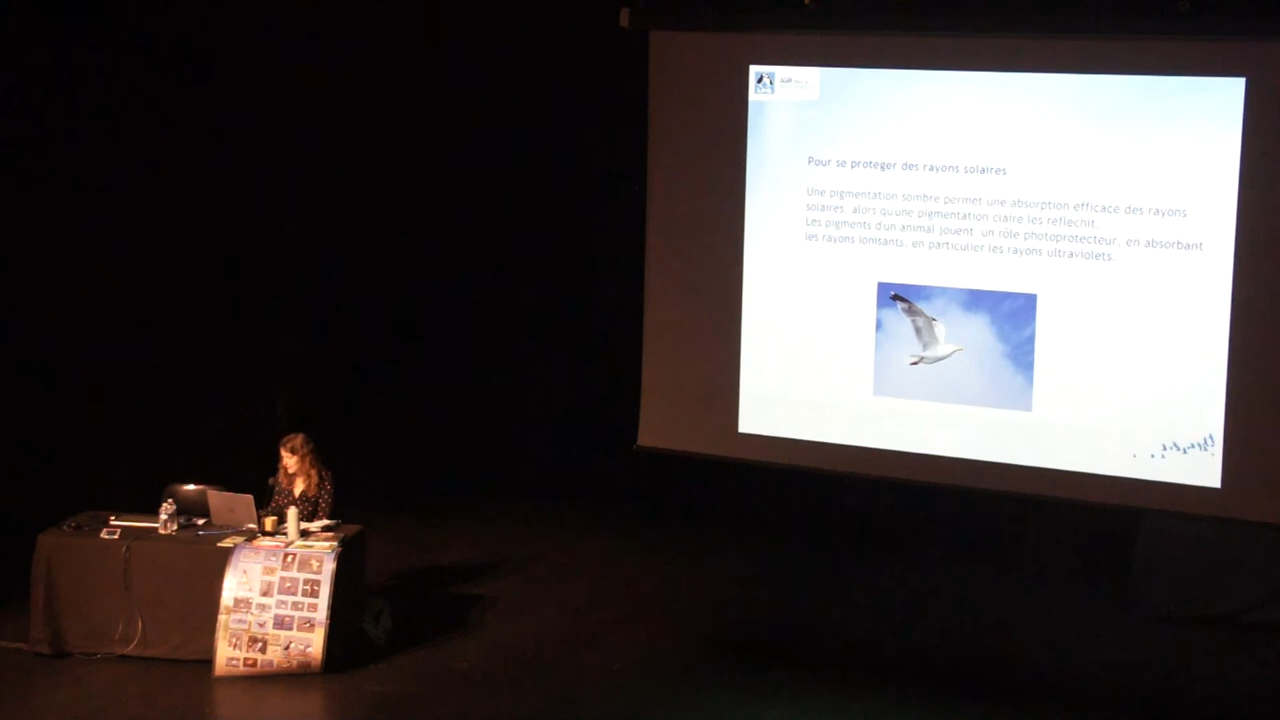 Pour se protéger des rayons solaires
Une pigmentation sombre permet une absorption efficace des rayons
solaires, alors qu'une pigmentation claire les réfléchit.
Les pigments d'un animal jouent un rôle photoprotecteur, en absorbant
les rayons ionisants, en particulier les rayons ultraviolets.